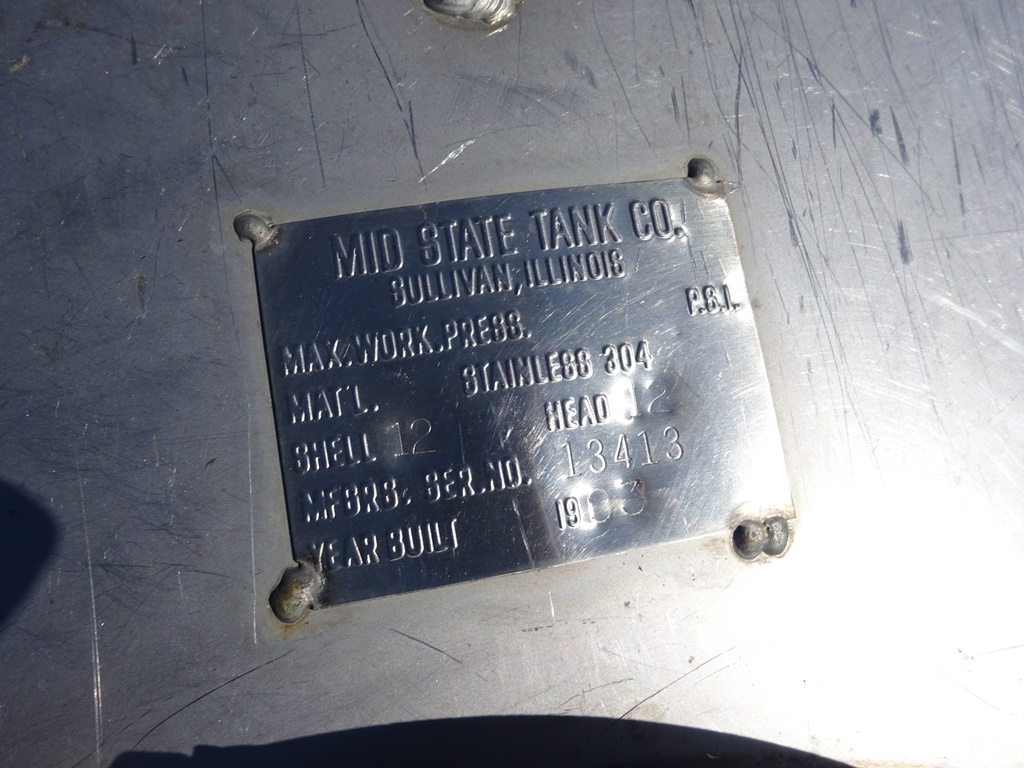 MID STATE TANK CO.
SULLIVAN, ILLINOIS
MAX. WORK. PRESS. P.S.I.
MAT'L. STAINLESS 304
SHELL 12 HEAD 12
MFGRS. SER. NO. 13413
YEAR BUILT